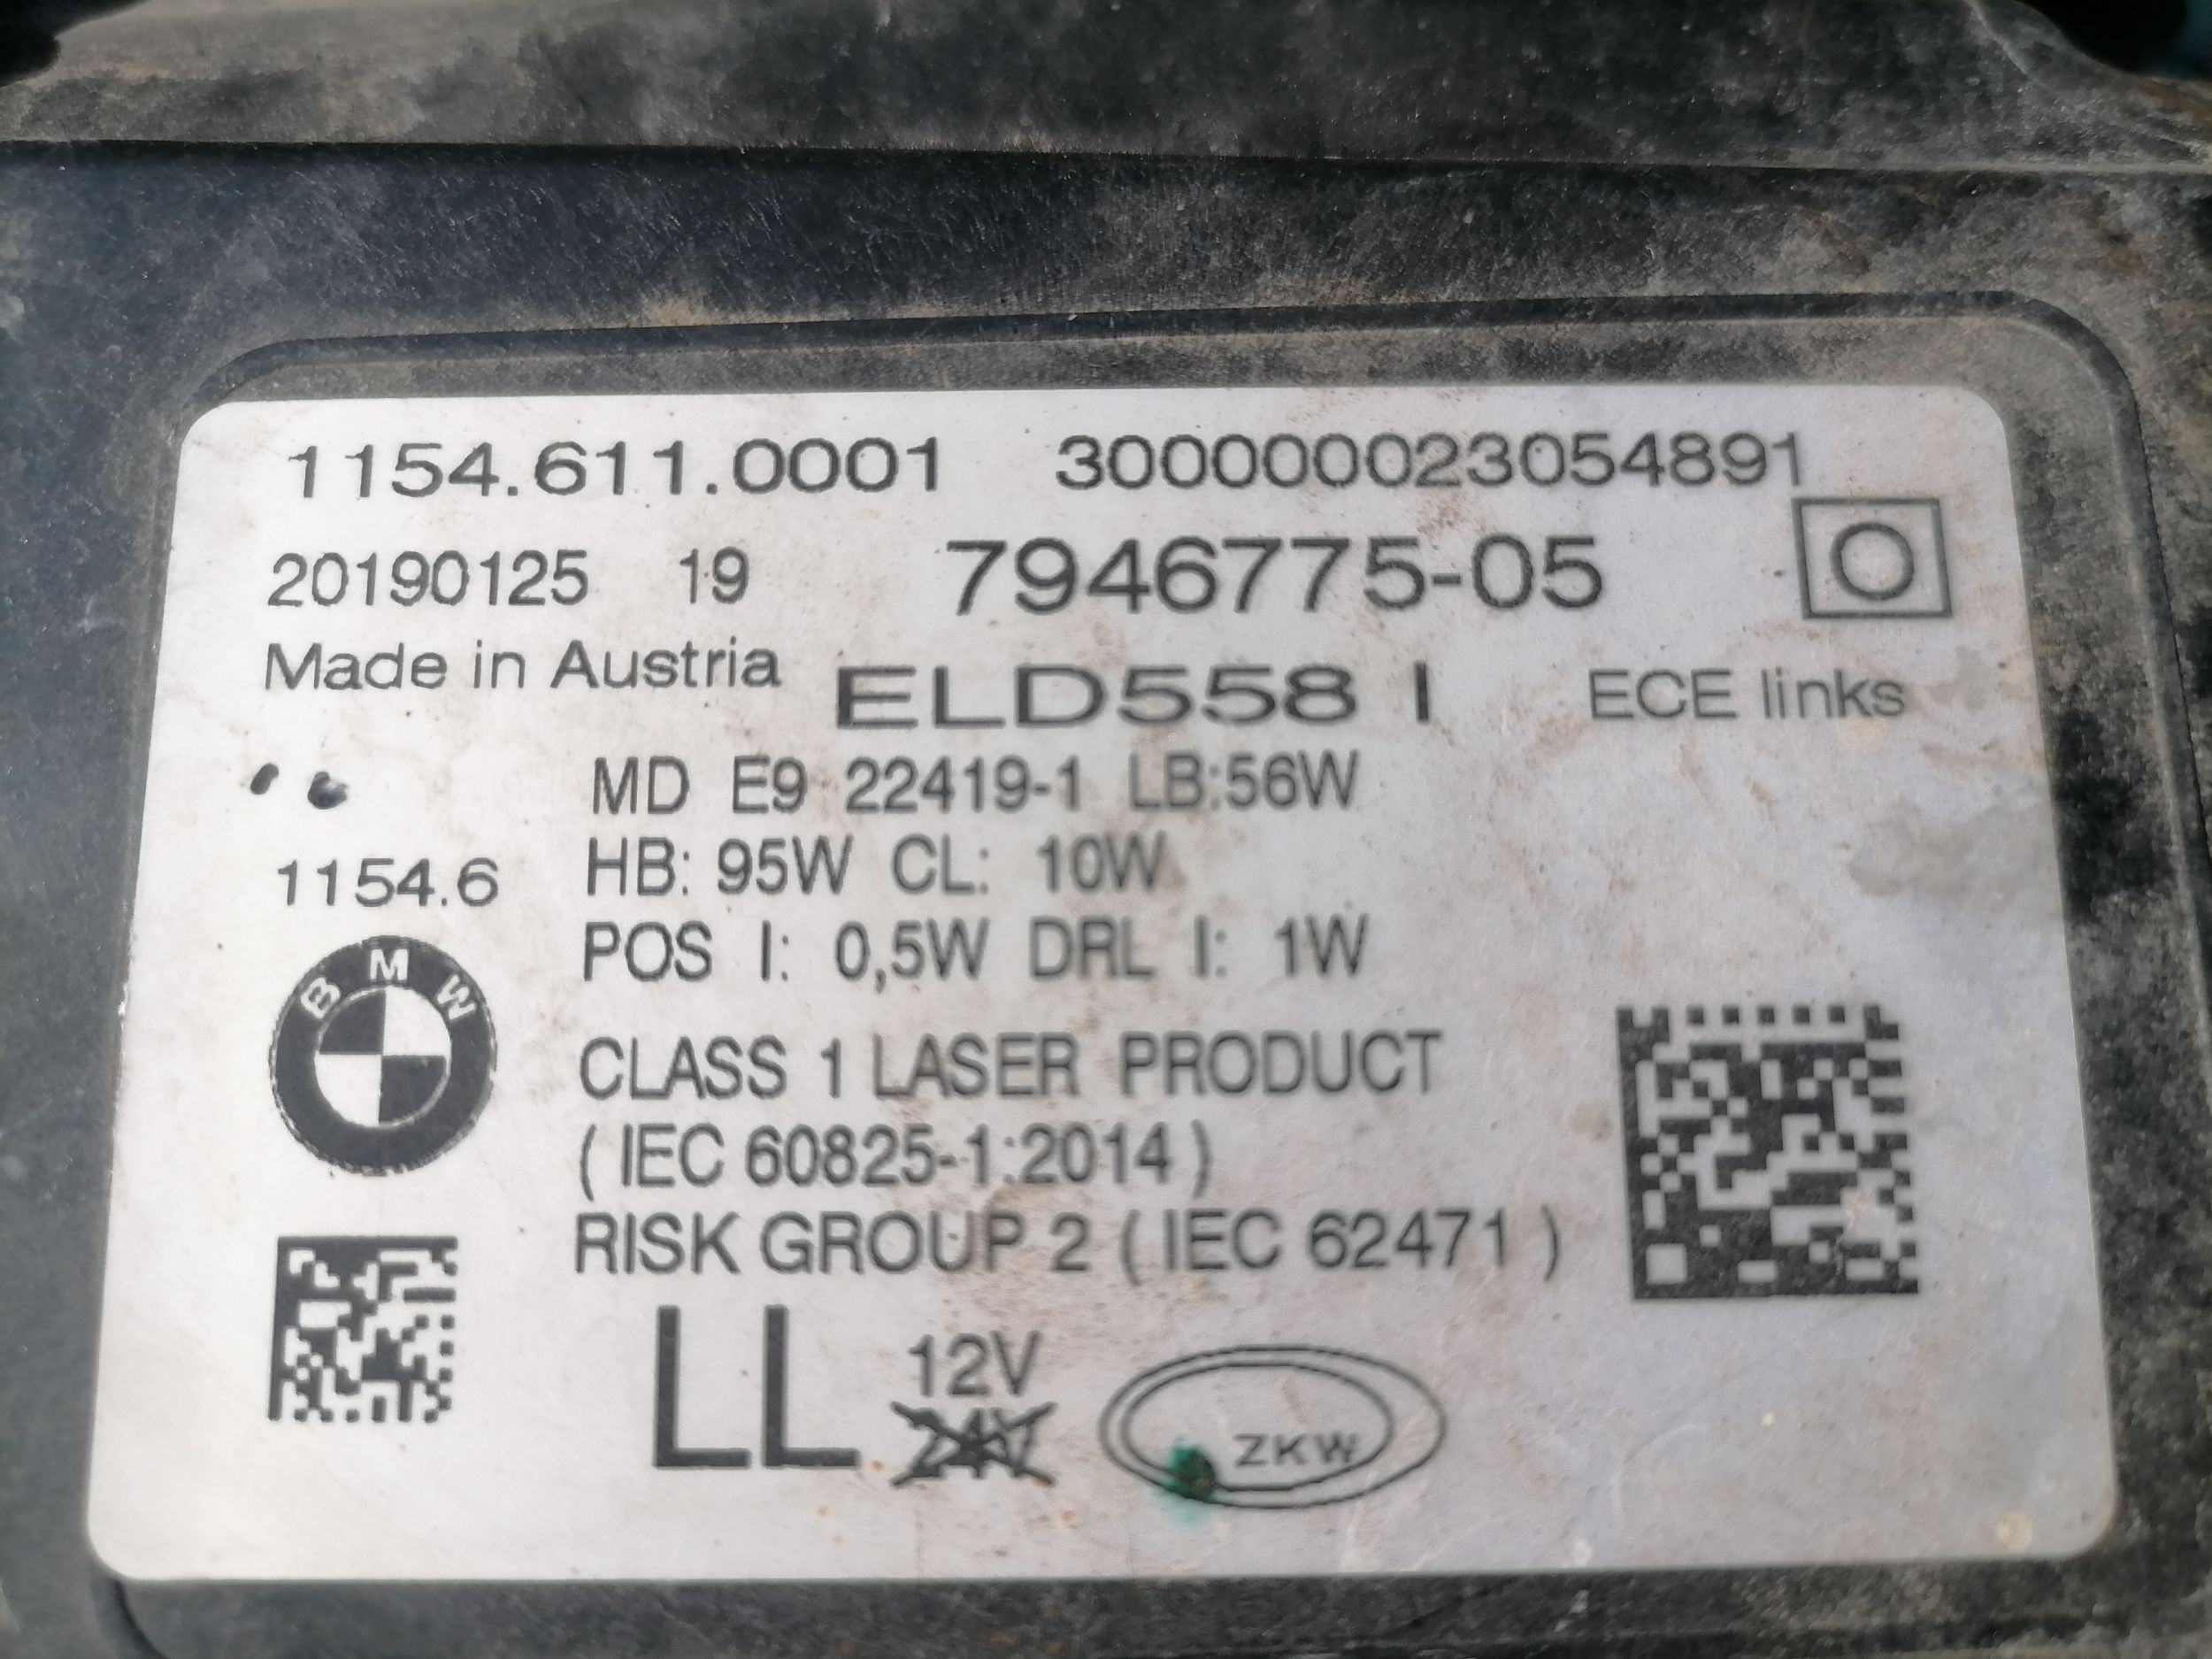 1154.611.0001 300000023054891
20190125 19 7946775-05
Made in Austria ELD558 I ECE links
MD E9 22419-1 LB:56W
1154.6 HB: 95W CL: 10W
POS I: 0,5W DRL I: 1W
BMW
CLASS 1 LASER PRODUCT
( IEC 60825-1:2014 )
RISK GROUP 2 ( IEC 62471 )
LL 12V
24V
ZKW